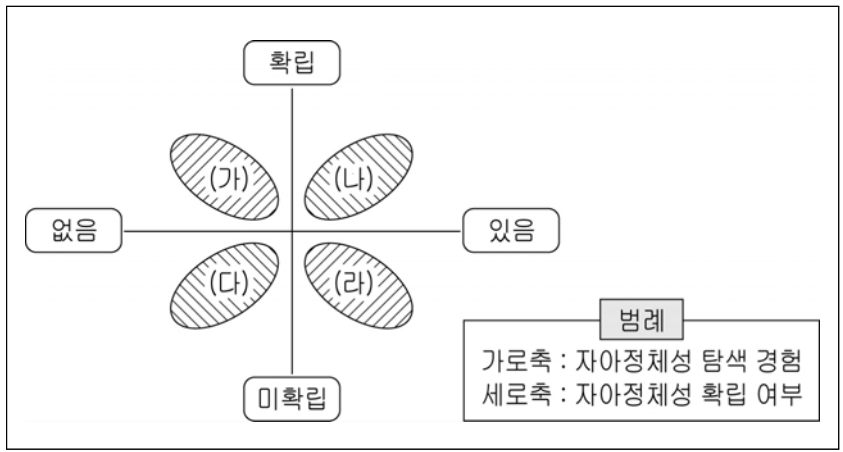 확립
(가)
(나)
없음
있음
(다)
(라)
범례
가로축 : 자아정체성 탐색 경험
세로축 : 자아정체성 확립 여부
미확립